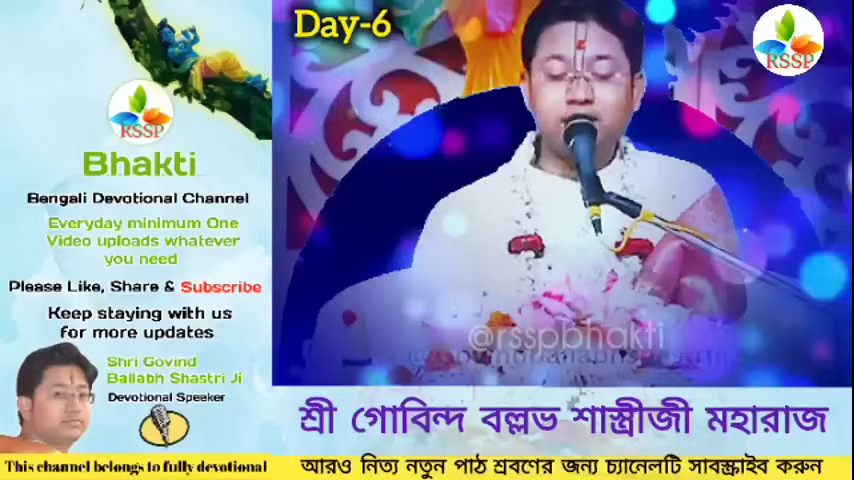 Day-6
RSSP
RSSP
Bhakti
Bengali Devotional Channel
Everyday minimum One
Video uploads whatever
you need
Please Like, Share & Subscribe
Keep staying with us
for more updates
Shri Govind
Ballabh Shastri Ji
Devotional Speaker
This channel belongs to fully devotional
@rsspbhakti
শ্রী গোবিন্দ বল্লভ শাস্ত্রীজী মহারাজ
আরও নিত্য নতুন পাঠ শ্রবণের জন্য চ্যানেলটি সাবস্ক্রাইব করুন